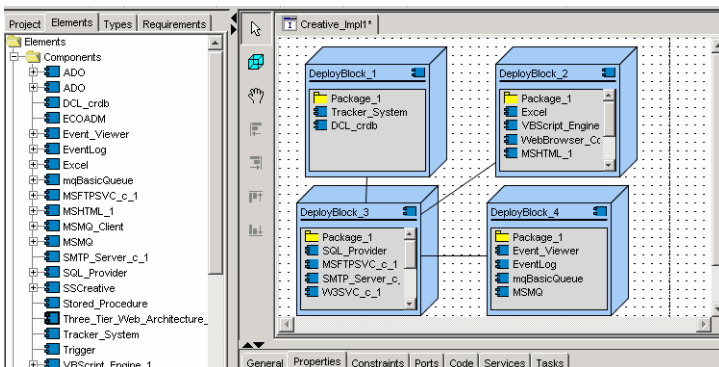 Project Elements Types Requirements
Elements
Components
ADO
ADO
DCL_crdb
ECOADM
Event_Viewer
EventLog
Excel
mqBasicQueue
MSFTPSVC_c_1
MSHTML_1
MSMQ_Client
MSMQ
SMTP_Server_c_1
SQL_Provider
SSCreative
Stored_Procedure
Three_Tier_Web_Architecture_
Tracker_System
Trigger
VBScript_Engine_1
Creative_Impl1*
DeployBlock_1
Package_1
Tracker_System
DCL_crdb
DeployBlock_2
Package_1
Excel
VBScript_Engine
WebBrowser_Cc
MSHTML_1
DeployBlock_3
Package_1
SQL_Provider
MSFTPSVC_c_1
SMTP_Server_c_
W3SVC_c_1
DeployBlock_4
Package_1
Event_Viewer
EventLog
mqBasicQueue
MSMQ
General Properties Constraints Ports Code Services Tasks